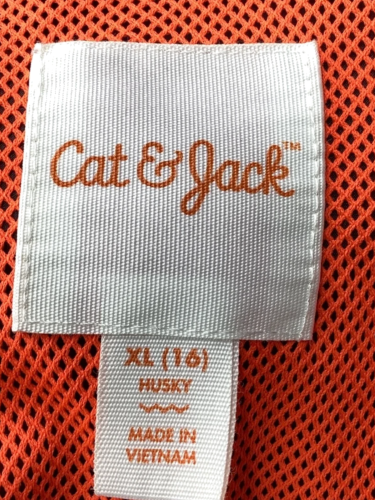 Cat & Jack™
XL (16)
HUSKY
MADE IN
VIETNAM